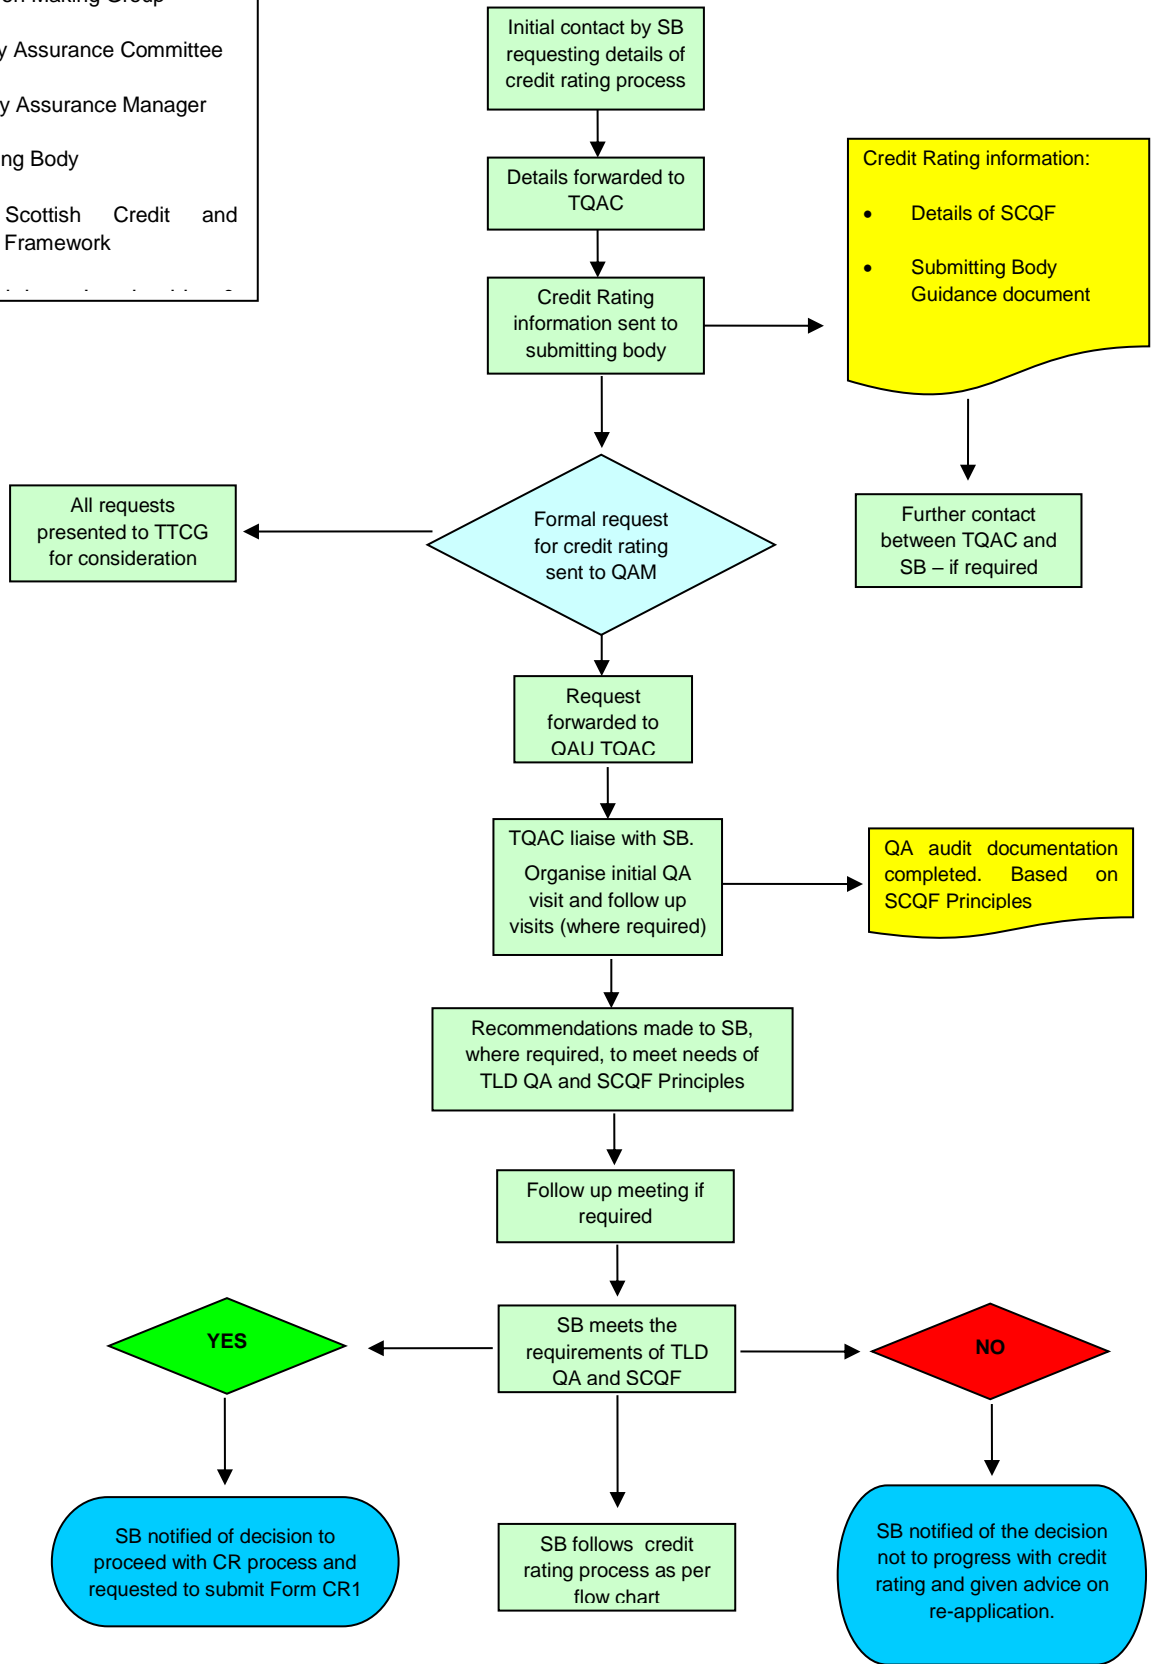 y Assurance Committee
y Assurance Manager
ng Body
Scottish Credit and
Framework
Initial contact by SB
requesting details of
credit rating process
Details forwarded to
TQAC
Credit Rating
information sent to
submitting body
Credit Rating information:
• Details of SCQF
• Submitting Body
Guidance document
All requests
presented to TTCG
for consideration
Formal request
for credit rating
sent to QAM
Further contact
between TQAC and
SB – if required
Request
forwarded to
QAU TQAC
TQAC liaise with SB.
Organise initial QA
visit and follow up
visits (where required)
QA audit documentation
completed. Based on
SCQF Principles
Recommendations made to SB,
where required, to meet needs of
TLD QA and SCQF Principles
Follow up meeting if
required
YES
SB meets the
requirements of TLD
QA and SCQF
NO
SB notified of decision to
proceed with CR process and
requested to submit Form CR1
SB follows credit
rating process as per
flow chart
SB notified of the decision
not to progress with credit
rating and given advice on
re-application.